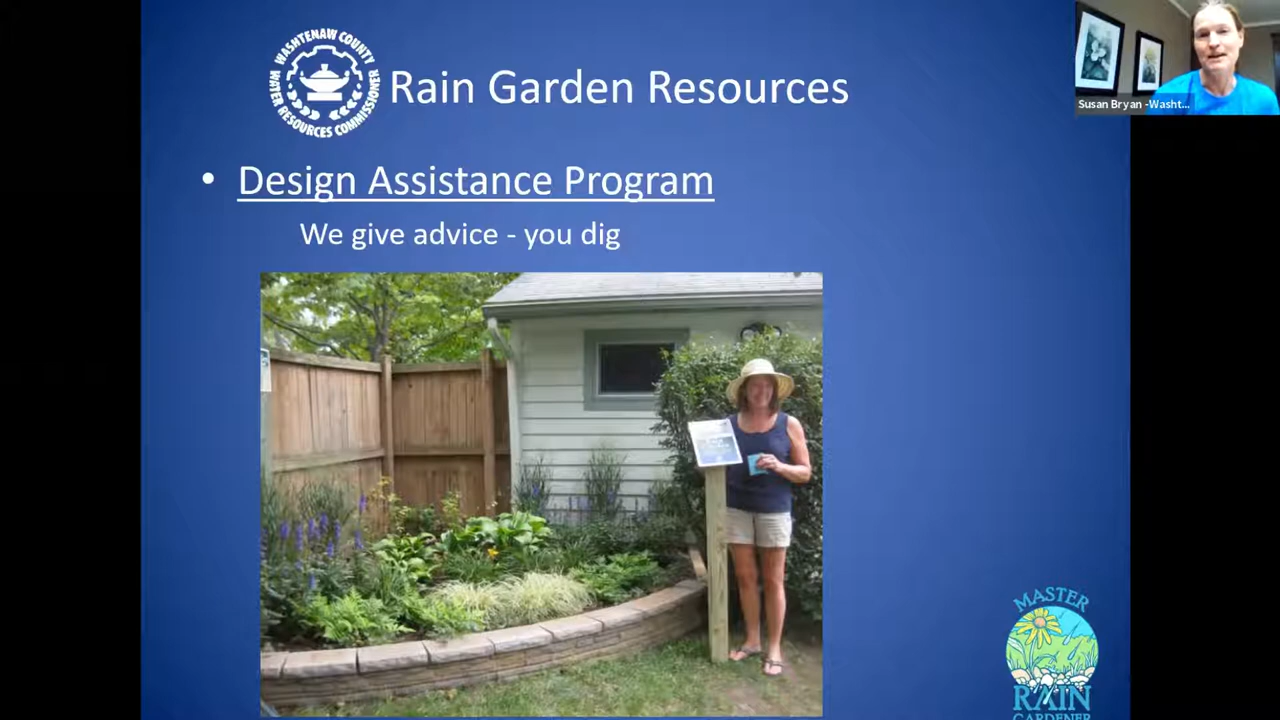 WASHTENAW COUNTY
WATER RESOURCES COMMISSIONER
Rain Garden Resources
Susan Bryan -Washt...
• Design Assistance Program
We give advice - you dig
MASTER
RAIN
GARDENER